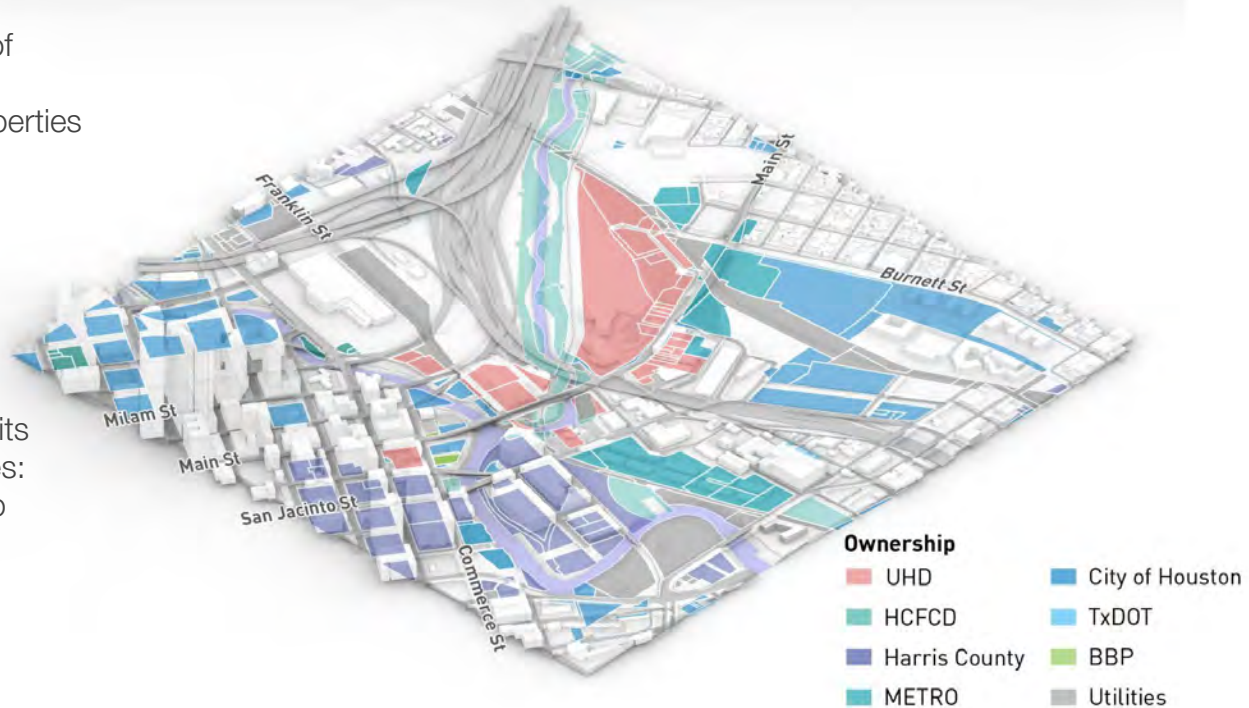 of
perties
its
es:
o
Franklin St
Main St
Burnett St
Milam St
Main St
San Jacinto St
Commerce St
Ownership
UHD
HCFCD
Harris County
METRO
City of Houston
TxDOT
BBP
Utilities